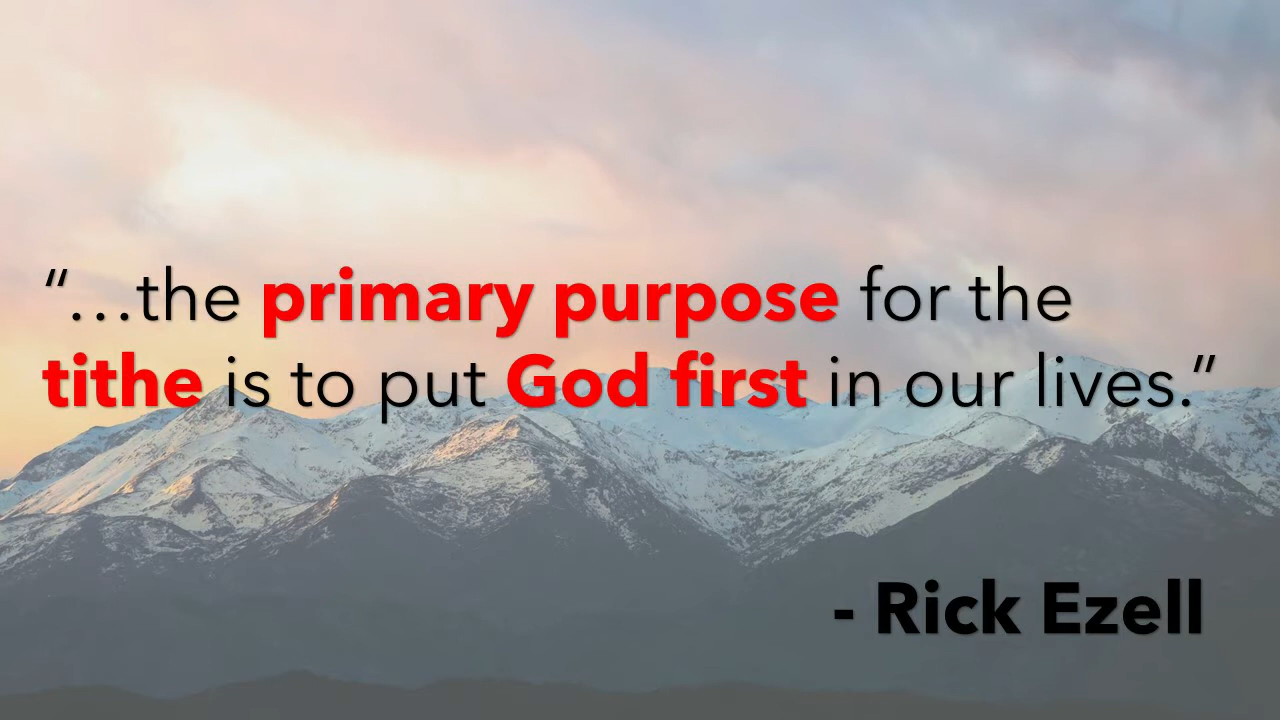 “…the primary purpose for the
tithe is to put God first in our lives.”
- Rick Ezell